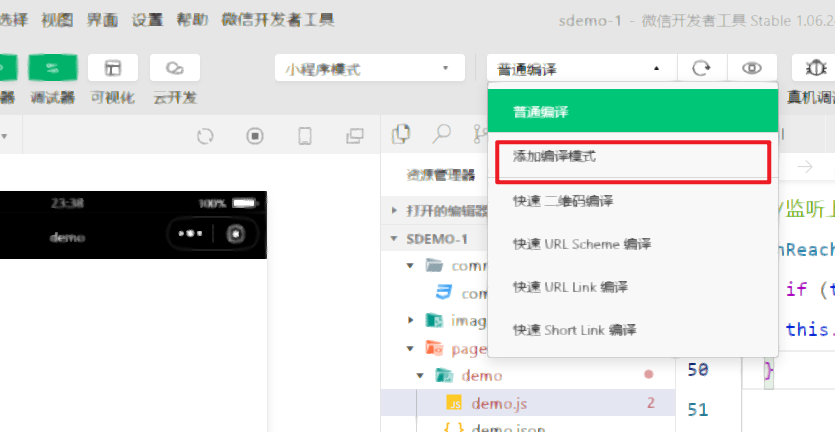 选择 视图 界面 设置 帮助 微信开发者工具
sdemo-1 - 微信开发者工具 Stable 1.06.2
小程序模式
普通编译
器 调试器 可视化 云开发
真机调
普通编译
添加编译模式
快速 二维码编译
快速 URL Scheme 编译
快速 URL Link 编译
快速 Short Link 编译
资源管理器
打开的编辑器
SDEMO-1
comm
com
imag
page
demo
demo.js 2
{ } demo.json
23:38 100%
demo
/监听上
nReach
if (t
this.
50 }
51